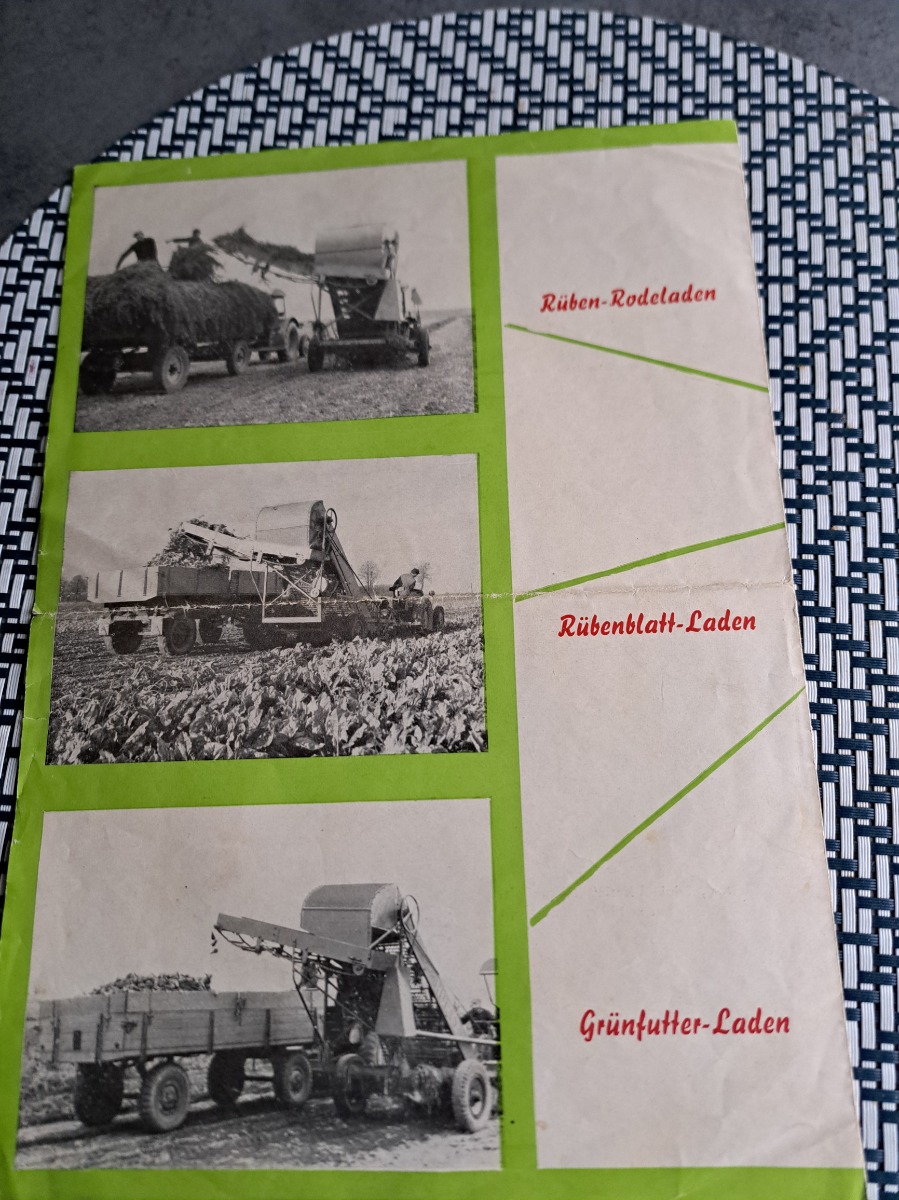 Rüben-Rodeladen
Rübenblatt-Laden
Grünfutter-Laden